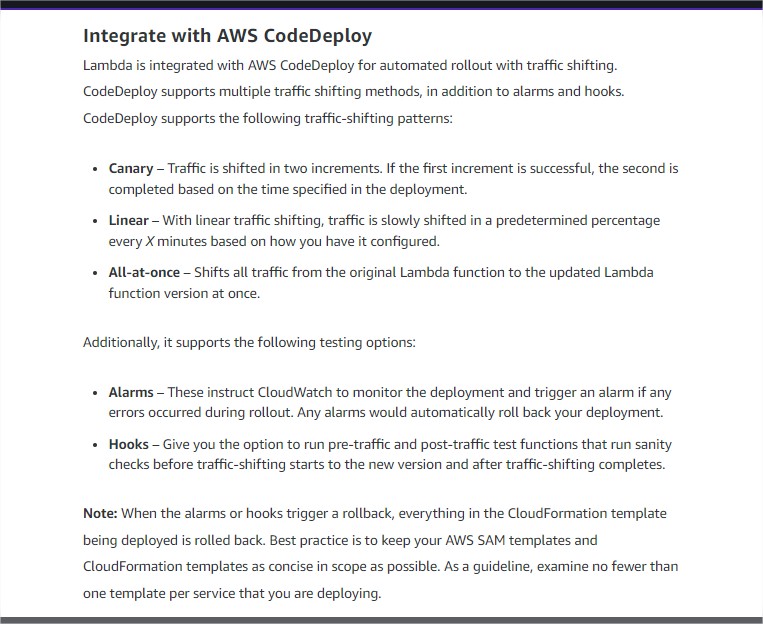 Integrate with AWS CodeDeploy
Lambda is integrated with AWS CodeDeploy for automated rollout with traffic shifting.
CodeDeploy supports multiple traffic shifting methods, in addition to alarms and hooks.
CodeDeploy supports the following traffic-shifting patterns:
• Canary – Traffic is shifted in two increments. If the first increment is successful, the second is
completed based on the time specified in the deployment.
• Linear – With linear traffic shifting, traffic is slowly shifted in a predetermined percentage
every X minutes based on how you have it configured.
• All-at-once – Shifts all traffic from the original Lambda function to the updated Lambda
function version at once.
Additionally, it supports the following testing options:
• Alarms – These instruct CloudWatch to monitor the deployment and trigger an alarm if any
errors occurred during rollout. Any alarms would automatically roll back your deployment.
• Hooks – Give you the option to run pre-traffic and post-traffic test functions that run sanity
checks before traffic-shifting starts to the new version and after traffic-shifting completes.
Note: When the alarms or hooks trigger a rollback, everything in the CloudFormation template
being deployed is rolled back. Best practice is to keep your AWS SAM templates and
CloudFormation templates as concise in scope as possible. As a guideline, examine no fewer than
one template per service that you are deploying.